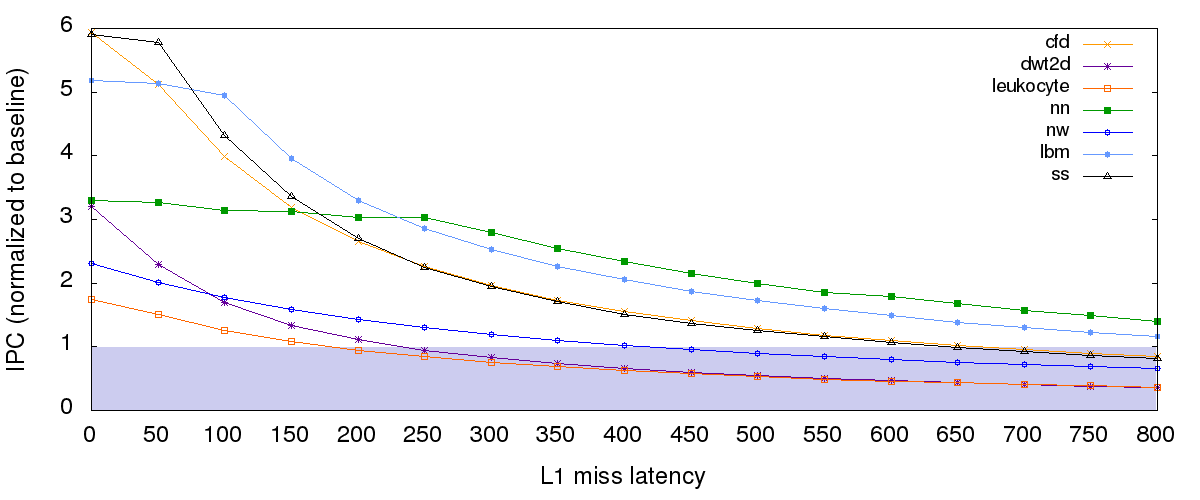 6
5
4
3
2
1
0
IPC (normalized to baseline)
cfd
dwt2d
leukocyte
nn
nw
lbm
ss
0 50 100 150 200 250 300 350 400 450 500 550 600 650 700 750 800
L1 miss latency